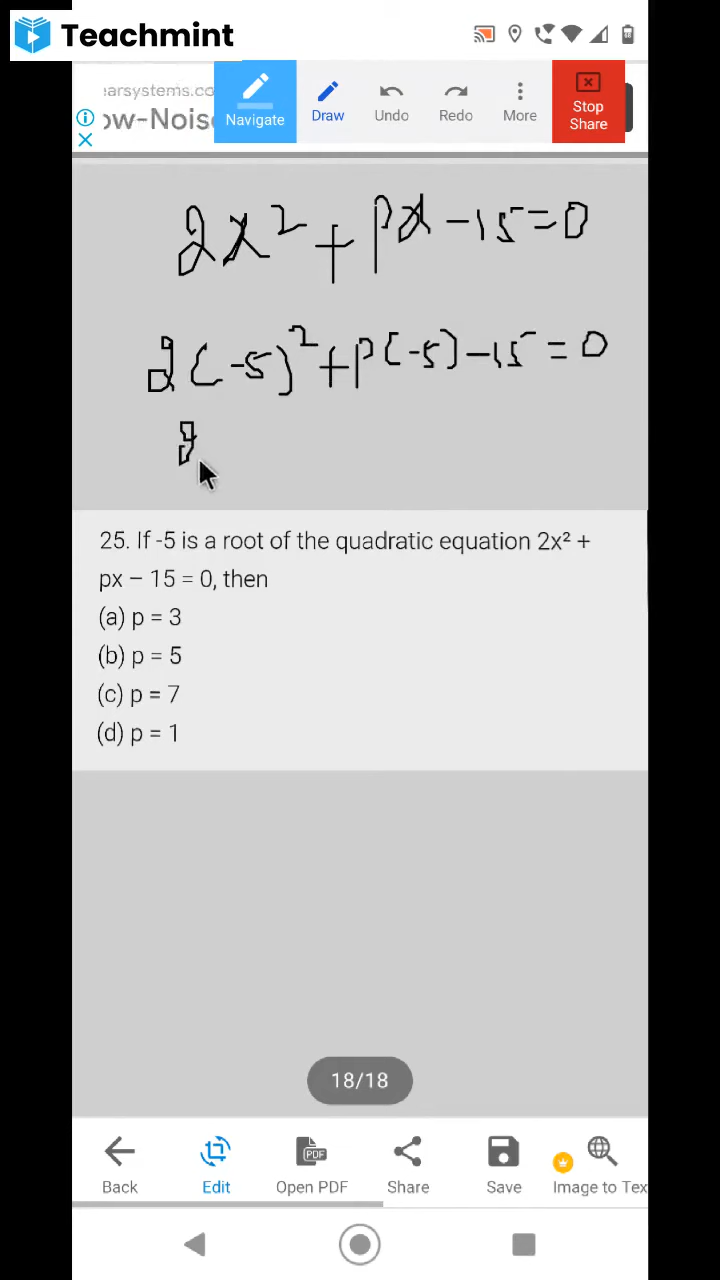 Teachmint
earsystems.co
ow-Nois
Navigate
Draw
Undo
Redo
More
Stop
Share
2x² + px - 15 = 0
2(-5)² + p(-5) - 15 = 0
2
25. If -5 is a root of the quadratic equation 2x² +
px – 15 = 0, then
(a) p = 3
(b) p = 5
(c) p = 7
(d) p = 1
18/18
Back
Edit
PDF
Open PDF
Share
Save
Image to Tex